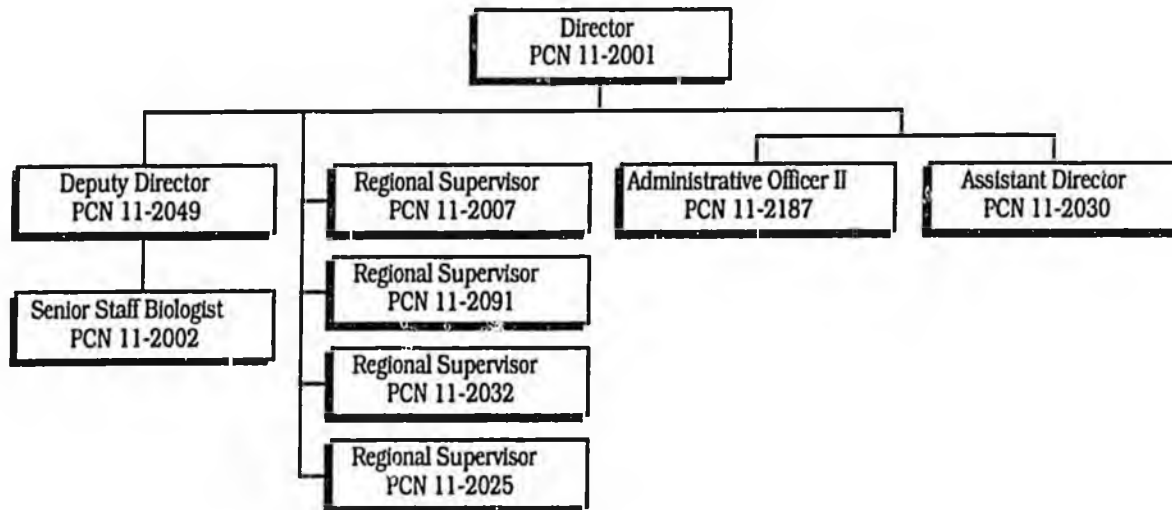 Director
PCN 11-2001
Deputy Director
PCN 11-2049
Senior Staff Biologist
PCN 11-2002
Regional Supervisor
PCN 11-2007
Regional Supervisor
PCN 11-2091
Regional Supervisor
PCN 11-2032
Regional Supervisor
PCN 11-2025
Administrative Officer II
PCN 11-2187
Assistant Director
PCN 11-2030